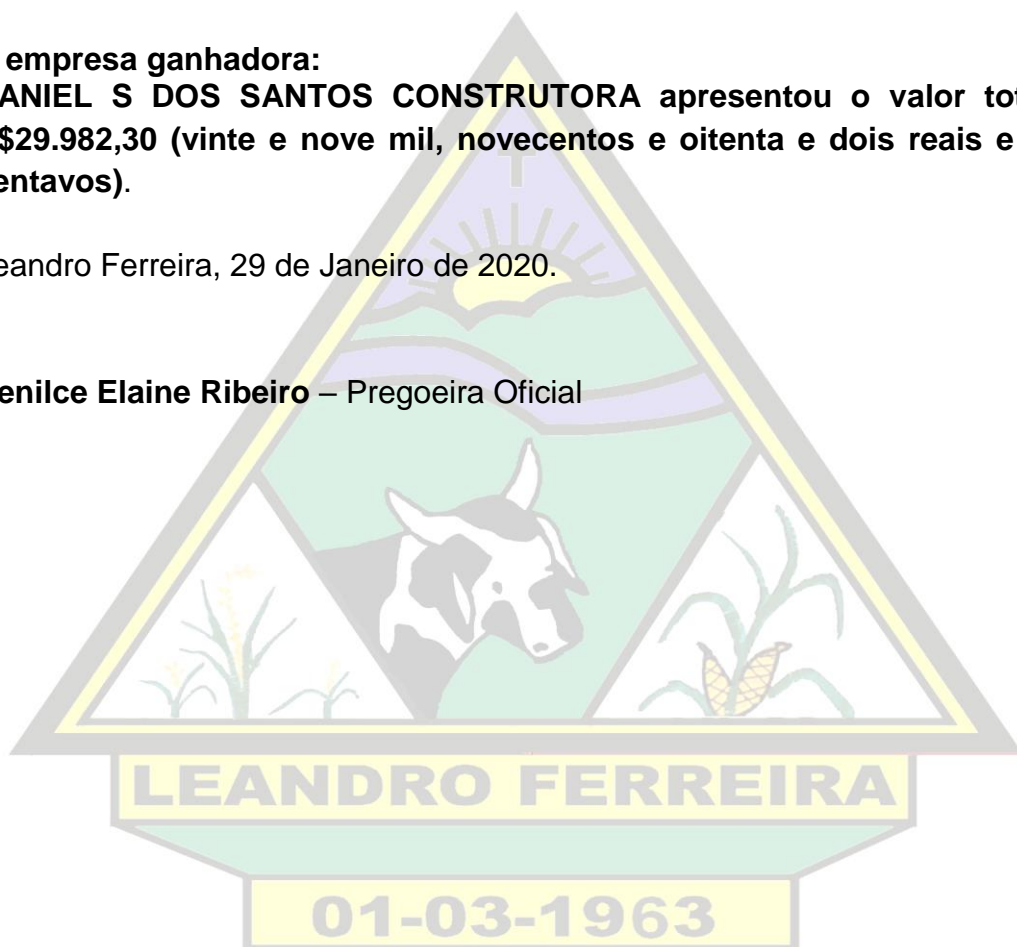 empresa ganhadora:
ANIEL S DOS SANTOS CONSTRUTORA apresentou o valor tot
$29.982,30 (vinte e nove mil, novecentos e oitenta e dois reais e
entavos).
eandro Ferreira, 29 de Janeiro de 2020.
enilce Elaine Ribeiro – Pregoeira Oficial
LEANDRO FERREIRA
01-03-1963